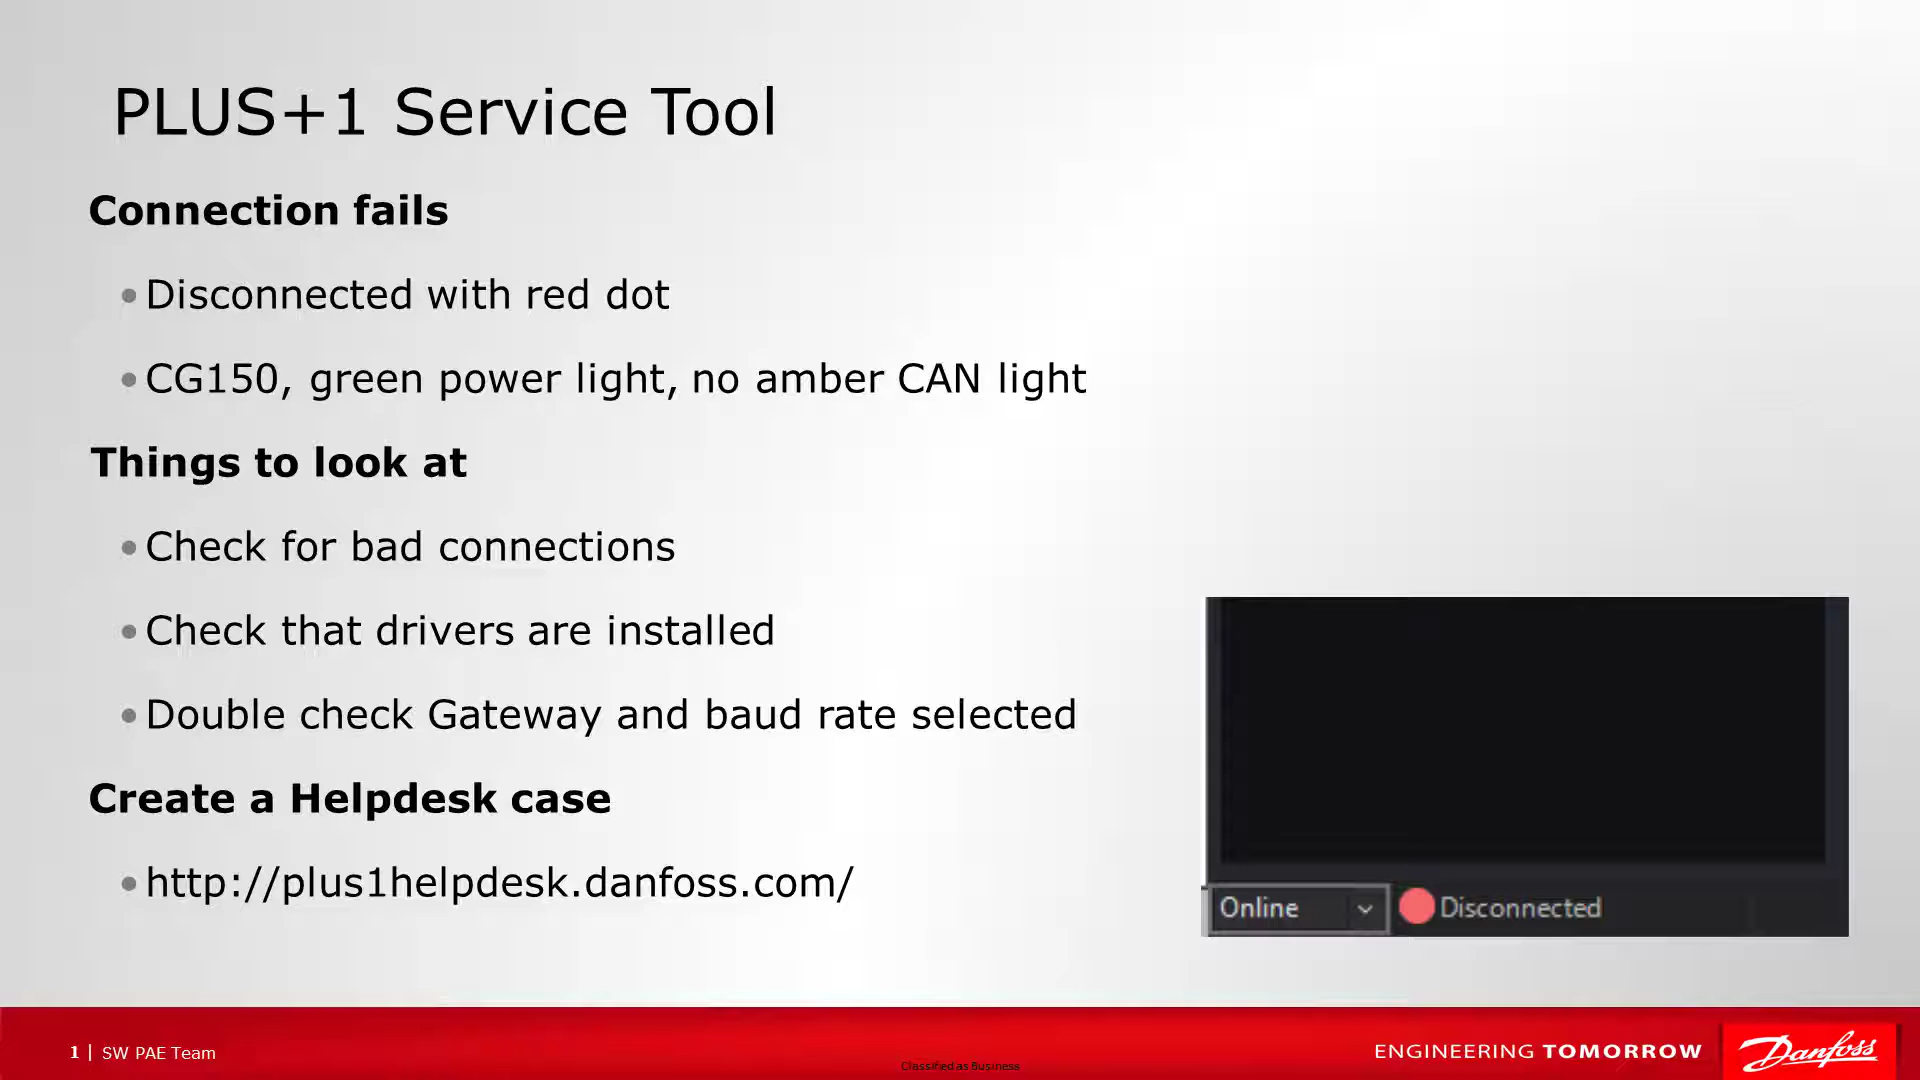 PLUS+1 Service Tool
Connection fails
•Disconnected with red dot
•CG150, green power light, no amber CAN light
Things to look at
•Check for bad connections
•Check that drivers are installed
•Double check Gateway and baud rate selected
Create a Helpdesk case
•http://plus1helpdesk.danfoss.com/
Online Disconnected
1 | SW PAE Team
Classified as Business
ENGINEERING TOMORROW
Danfoss